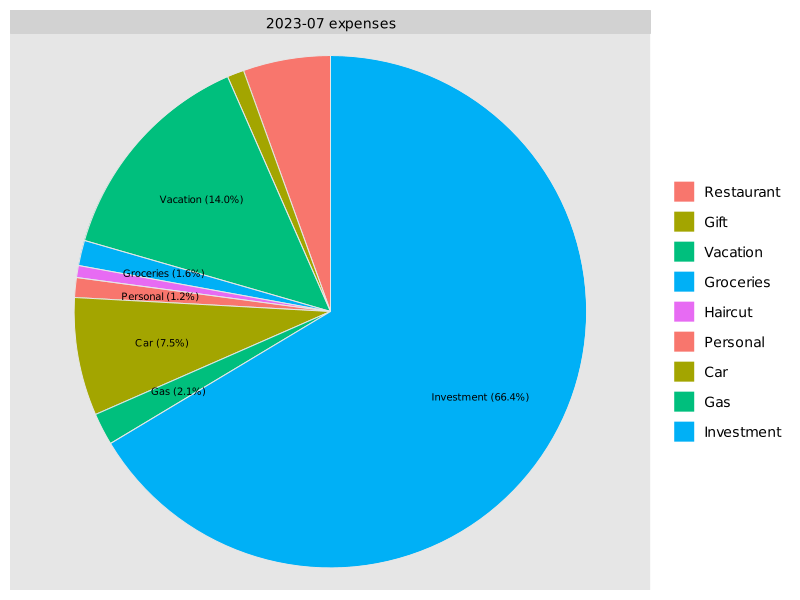 2023-07 expenses
Vacation (14.0%)
Groceries (1.6%)
Personal (1.2%)
Car (7.5%)
Gas (2.1%)
Investment (66.4%)
Restaurant
Gift
Vacation
Groceries
Haircut
Personal
Car
Gas
Investment